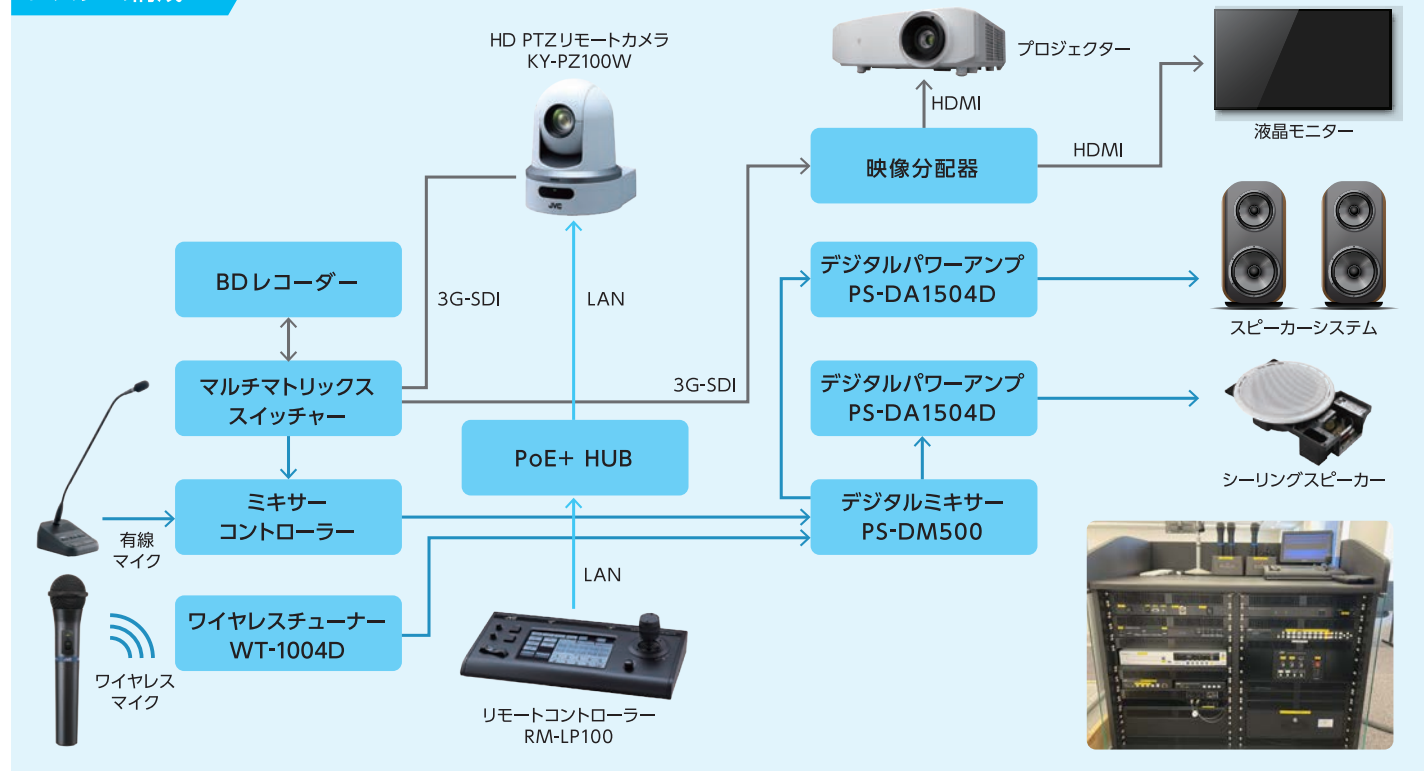 HD PTZリモートカメラ
KY-PZ100W
JVC
プロジェクター
HDMI
液晶モニター
映像分配器
HDMI
BDレコーダー
3G-SDI
LAN
デジタルパワーアンプ
PS-DA1504D
スピーカーシステム
マルチマトリックス
スイッチャー
3G-SDI
デジタルパワーアンプ
PS-DA1504D
シーリングスピーカー
PoE+ HUB
有線
マイク
ミキサー
コントローラー
デジタルミキサー
PS-DM500
LAN
ワイヤレス
マイク
ワイヤレスチューナー
WT-1004D
リモートコントローラー
RM-LP100